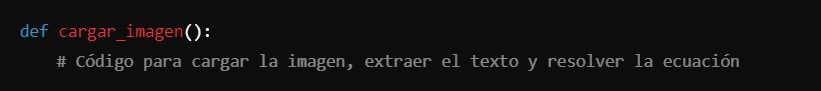 def cargar_imagen():
    # Código para cargar la imagen, extraer el texto y resolver la ecuación